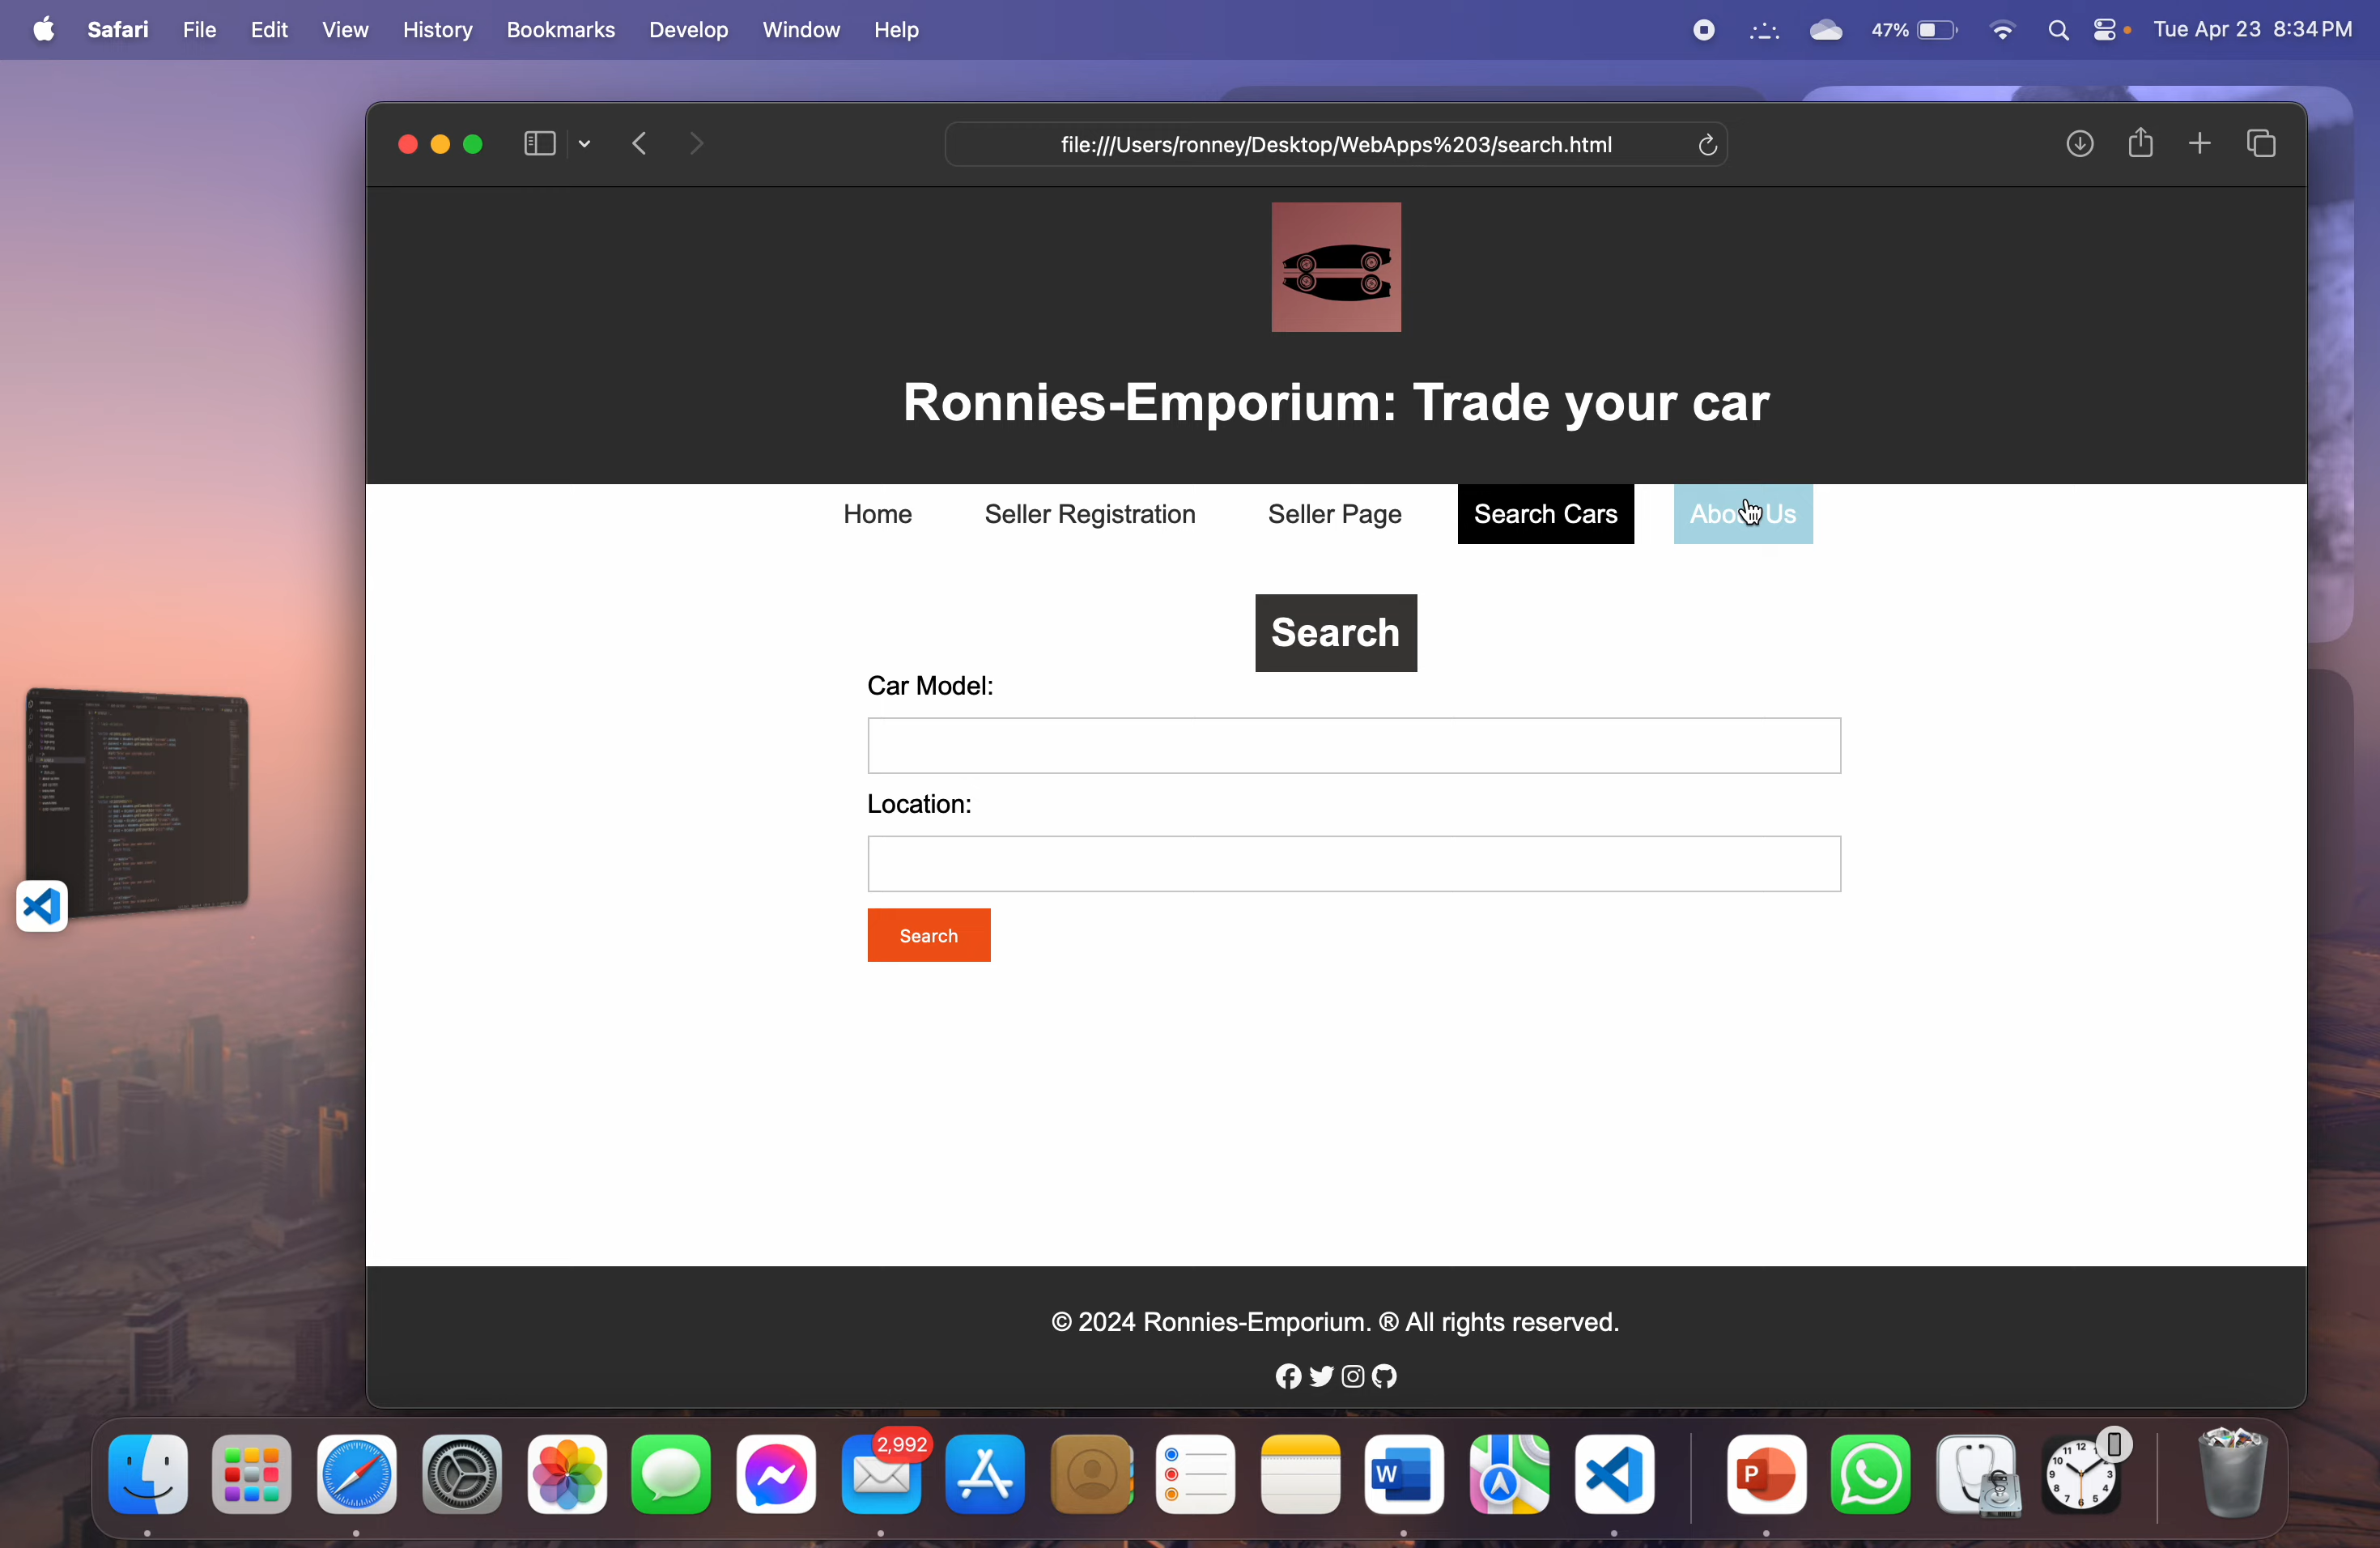 Safari File Edit View History Bookmarks Develop Window Help 47% Tue Apr 23 8:34 PM
file:///Users/ronney/Desktop/WebApps%203/search.html
Ronnies-Emporium: Trade your car
Home Seller Registration Seller Page Search Cars About Us
Search
Car Model:
Location:
Search
© 2024 Ronnies-Emporium. ® All rights reserved.
2,992
W
P